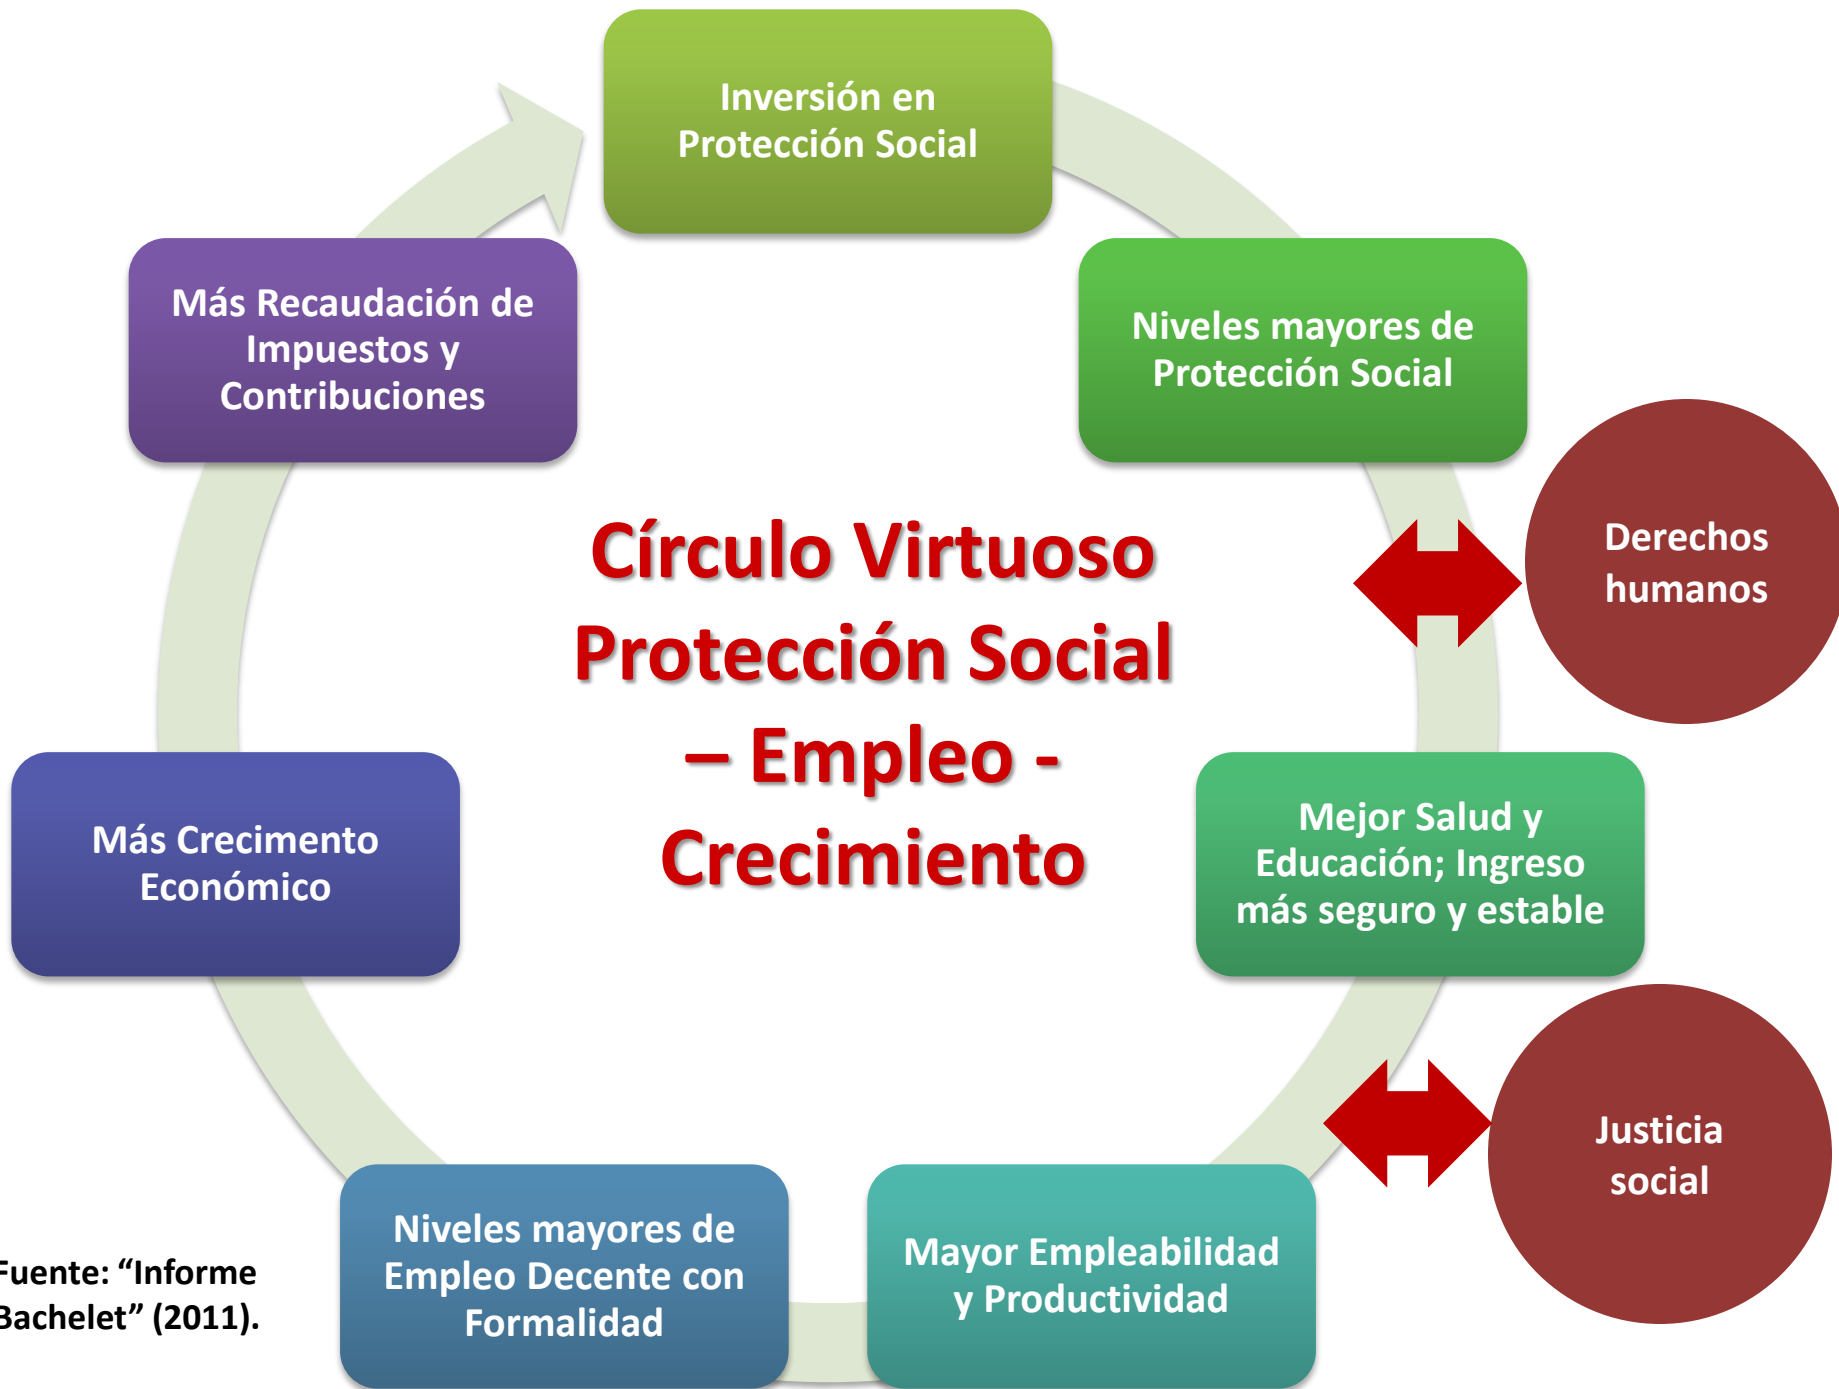 Inversión en
Protección Social
Niveles mayores de
Protección Social
Derechos
humanos
Mejor Salud y
Educación; Ingreso
más seguro y estable
Justicia
social
Mayor Empleabilidad
y Productividad
Niveles mayores de
Empleo Decente con
Formalidad
Más Crecimento
Económico
Más Recaudación de
Impuestos y
Contribuciones
Círculo Virtuoso
Protección Social
– Empleo -
Crecimiento
Fuente: “Informe
Bachelet” (2011).